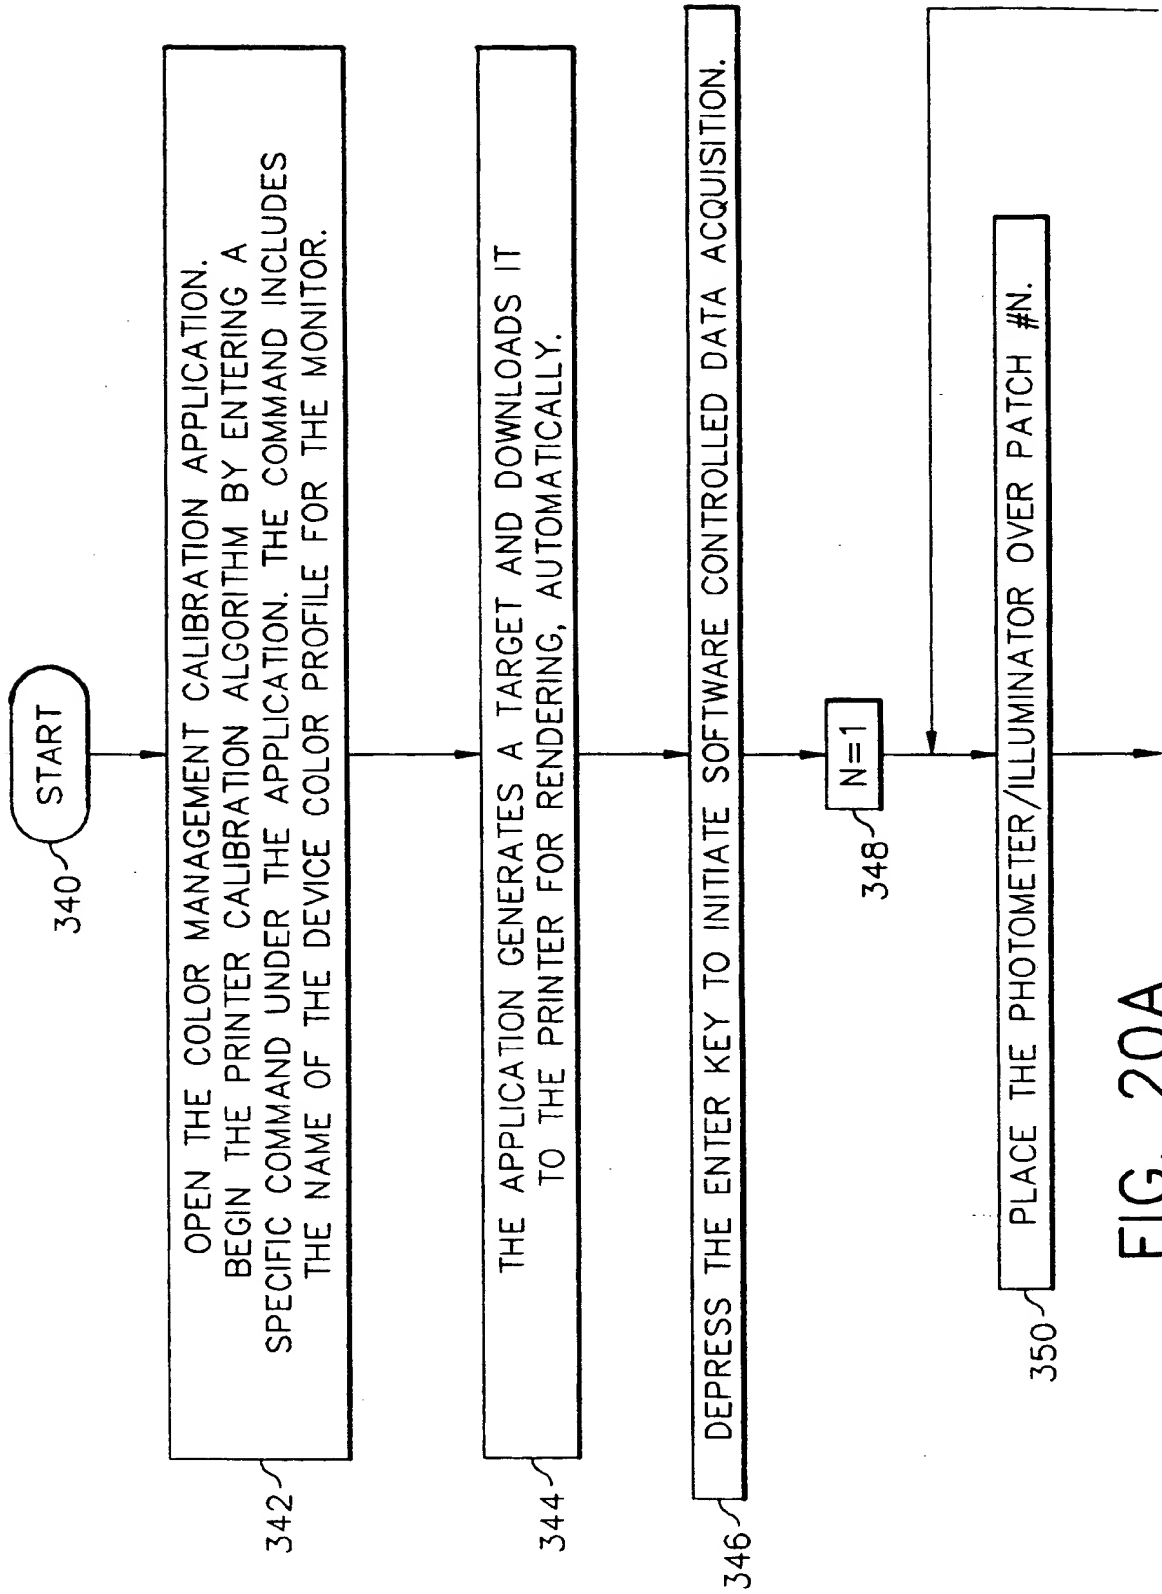 START
340
OPEN THE COLOR MANAGEMENT CALIBRATION APPLICATION.
BEGIN THE PRINTER CALIBRATION ALGORITHM BY ENTERING A
SPECIFIC COMMAND UNDER THE APPLICATION. THE COMMAND INCLUDES
THE NAME OF THE DEVICE COLOR PROFILE FOR THE MONITOR.
342
THE APPLICATION GENERATES A TARGET AND DOWNLOADS IT
TO THE PRINTER FOR RENDERING, AUTOMATICALLY.
344
DEPRESS THE ENTER KEY TO INITIATE SOFTWARE CONTROLLED DATA ACQUISITION.
346
N=1
348
PLACE THE PHOTOMETER/ILLUMINATOR OVER PATCH #N.
350
FIG. 20A